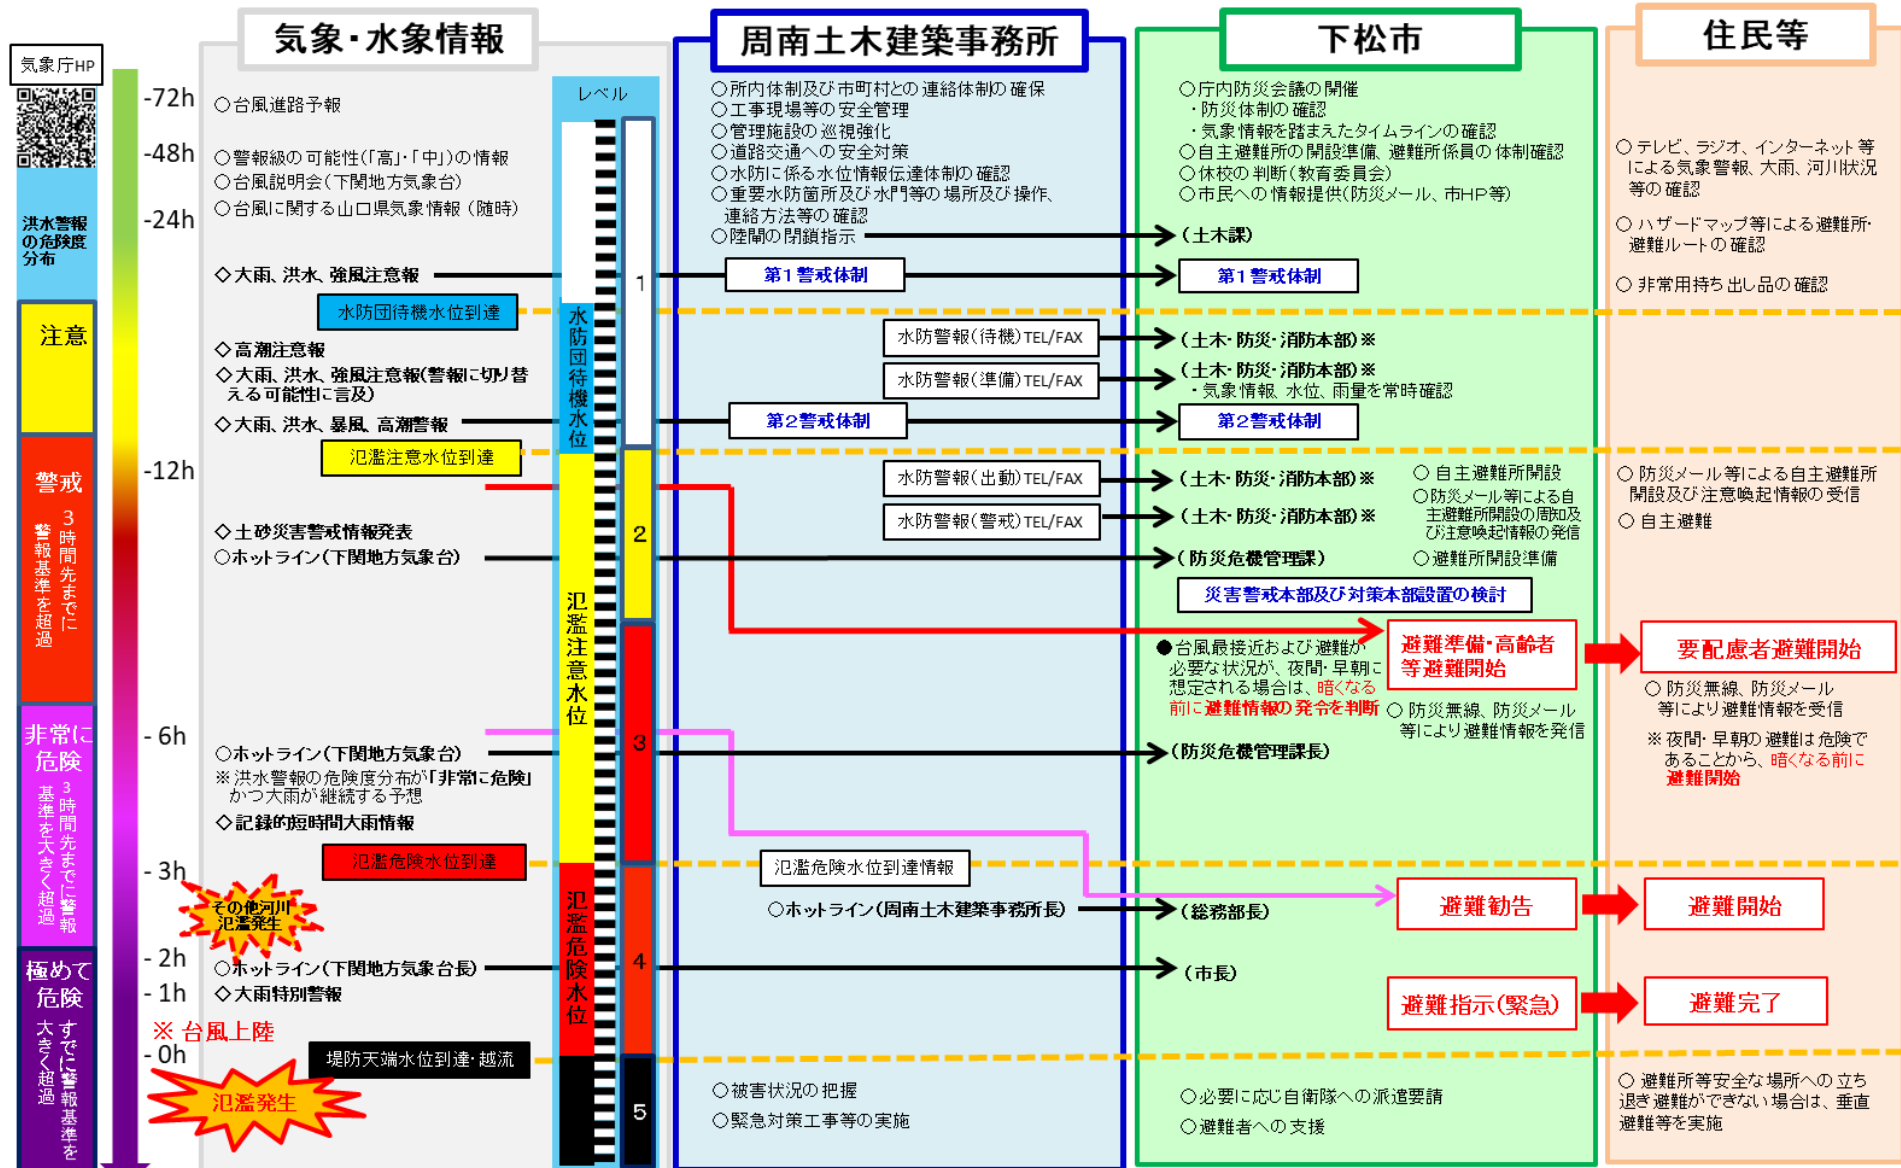 気象・水象情報
周南土木建築事務所
下松市
住民等
気象庁HP
洪水警報
の危険度
分布
注意
警戒
3時間先までに
警報基準を超過
非常に
危険
3時間先までに警報
基準を大きく超過
極めて
危険
すでに警報基準を
大きく超過
-72h
-48h
-24h
-12h
- 6h
- 3h
- 2h
- 1h
- 0h
○台風進路予報
○警報級の可能性(「高」・「中」)の情報
○台風説明会(下関地方気象台)
○台風に関する山口県気象情報 (随時)
◇大雨、洪水、強風注意報
水防団待機水位到達
◇高潮注意報
◇大雨、洪水、強風注意報(警報に切り替
える可能性に言及)
◇大雨、洪水、暴風、高潮警報
氾濫注意水位到達
◇土砂災害警戒情報発表
○ホットライン(下関地方気象台)
○ホットライン(下関地方気象台)
※洪水警報の危険度分布が「非常に危険」
かつ大雨が継続する予想
◇記録的短時間大雨情報
氾濫危険水位到達
その他河川
氾濫発生
○ホットライン(下関地方気象台長)
◇大雨特別警報
※ 台風上陸
堤防天端水位到達・越流
氾濫発生
レベル
水防団待機水位
氾濫注意水位
氾濫危険水位
1
2
3
4
5
○所内体制及び市町村との連絡体制の確保
○工事現場等の安全管理
○管理施設の巡視強化
○道路交通への安全対策
○水防に係る水位情報伝達体制の確認
○重要水防箇所及び水門等の場所及び操作、
連絡方法等の確認
○陸閘の閉鎖指示
第1警戒体制
水防警報(待機)TEL/FAX
水防警報(準備)TEL/FAX
第2警戒体制
水防警報(出動)TEL/FAX
水防警報(警戒)TEL/FAX
氾濫危険水位到達情報
○ホットライン(周南土木建築事務所長)
○被害状況の把握
○緊急対策工事等の実施
○庁内防災会議の開催
・防災体制の確認
・気象情報を踏まえたタイムラインの確認
○自主避難所の開設準備、避難所係員の体制確認
○休校の判断(教育委員会)
○市民への情報提供(防災メール、市HP等)
(土木課)
第1警戒体制
(土木・防災・消防本部)※
(土木・防災・消防本部)※
・気象情報、水位、雨量を常時確認
第2警戒体制
(土木・防災・消防本部)※
(土木・防災・消防本部)※
○ 自主避難所開設
○防災メール等による自
主避難所開設の周知及
び注意喚起情報の発信
(防災危機管理課)
○避難所開設準備
災害警戒本部及び対策本部設置の検討
●台風最接近および避難が
必要な状況が、夜間・早朝に
想定される場合は、暗くなる
前に避難情報の発令を判断
避難準備・高齢者
等避難開始
○ 防災無線、防災メール
等により避難情報を発信
(防災危機管理課長)
避難勧告
(総務部長)
(市長)
避難指示(緊急)
○必要に応じ自衛隊への派遣要請
○避難者への支援
○ テレビ、ラジオ、インターネット等
による気象警報、大雨、河川状況
等の確認
○ ハザードマップ等による避難所・
避難ルートの確認
○ 非常用持ち出し品の確認
○ 防災メール等による自主避難所
開設及び注意喚起情報の受信
○ 自主避難
要配慮者避難開始
○ 防災無線、防災メール
等により避難情報を受信
※ 夜間・早朝の避難は危険で
あることから、暗くなる前に
避難開始
避難開始
避難完了
○ 避難所等安全な場所への立ち
退き避難ができない場合は、垂直
避難等を実施